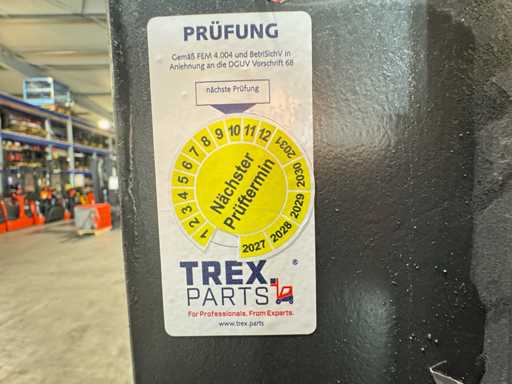 PRÜFUNG
Gemäß FEM 4.004 und BetrSichV in
Anlehnung an die DGUV Vorschrift 68
nächste Prüfung
1 2 3 4 5 6 7 8 9 10 11 12 2031 2030 2029 2028 2027
Nächster
Prüftermin
TREX.
PARTS
®
For Professionals. From Experts.
www.trex.parts